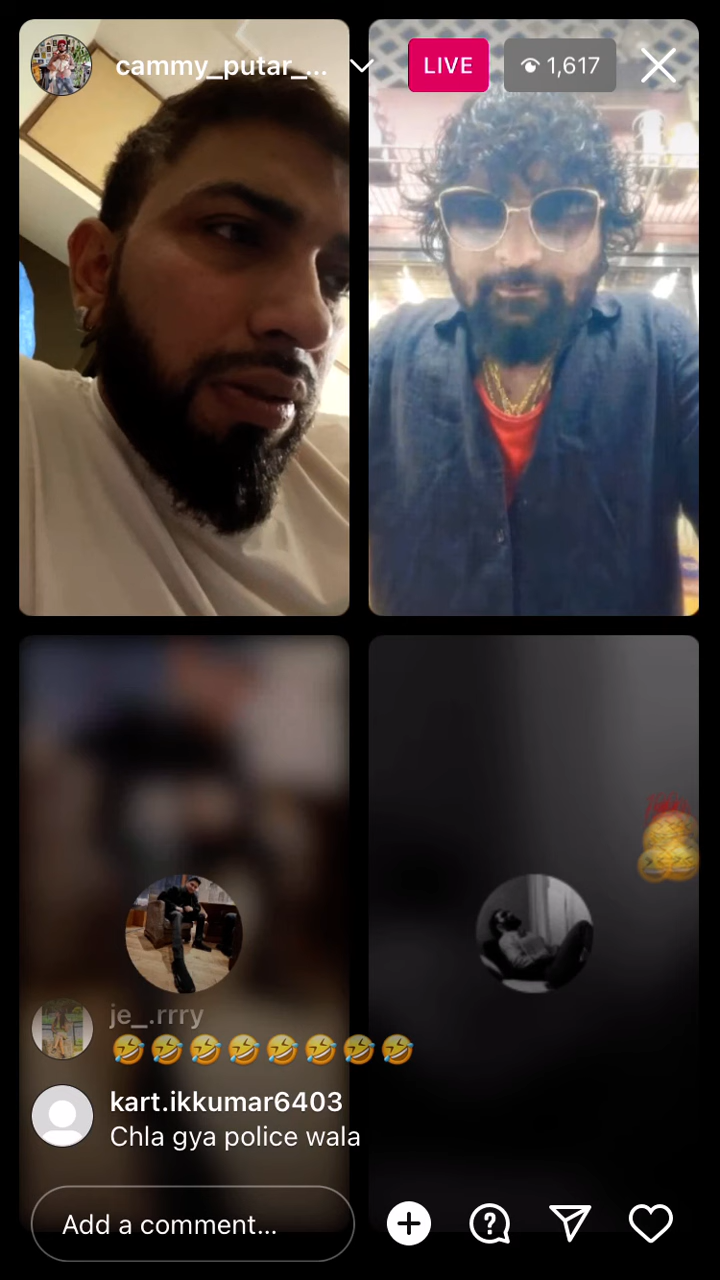 cammy_putar_...
LIVE
1,617
je_.rrry
🤣🤣🤣🤣🤣🤣🤣🤣
kart.ikkumar6403
Chla gya police wala
Add a comment...